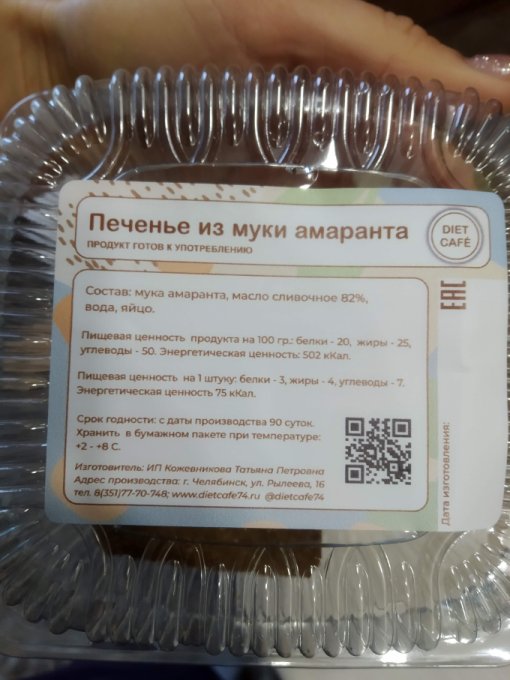 Печенье из муки амаранта
ПРОДУКТ ГОТОВ К УПОТРЕБЛЕНИЮ
DIET
CAFÉ
Состав: мука амаранта, масло сливочное 82%,
вода, яйцо.
EAC
Пищевая ценность продукта на 100 гр.: белки - 20, жиры - 25,
углеводы - 50. Энергетическая ценность: 502 кКал.
Пищевая ценность на 1 штуку: белки - 3, жиры - 4, углеводы - 7.
Энергетическая ценность 75 кКал.
Срок годности: с даты производства 90 суток.
Хранить в бумажном пакете при температуре:
+2 - +8 С.
Изготовитель: ИП Кожевникова Татьяна Петровна
Адрес производства: г. Челябинск, ул. Рылеева, 16
тел. 8(351)77-70-748; www.dietcafe74.ru @dietcafe74
Дата изготовления: